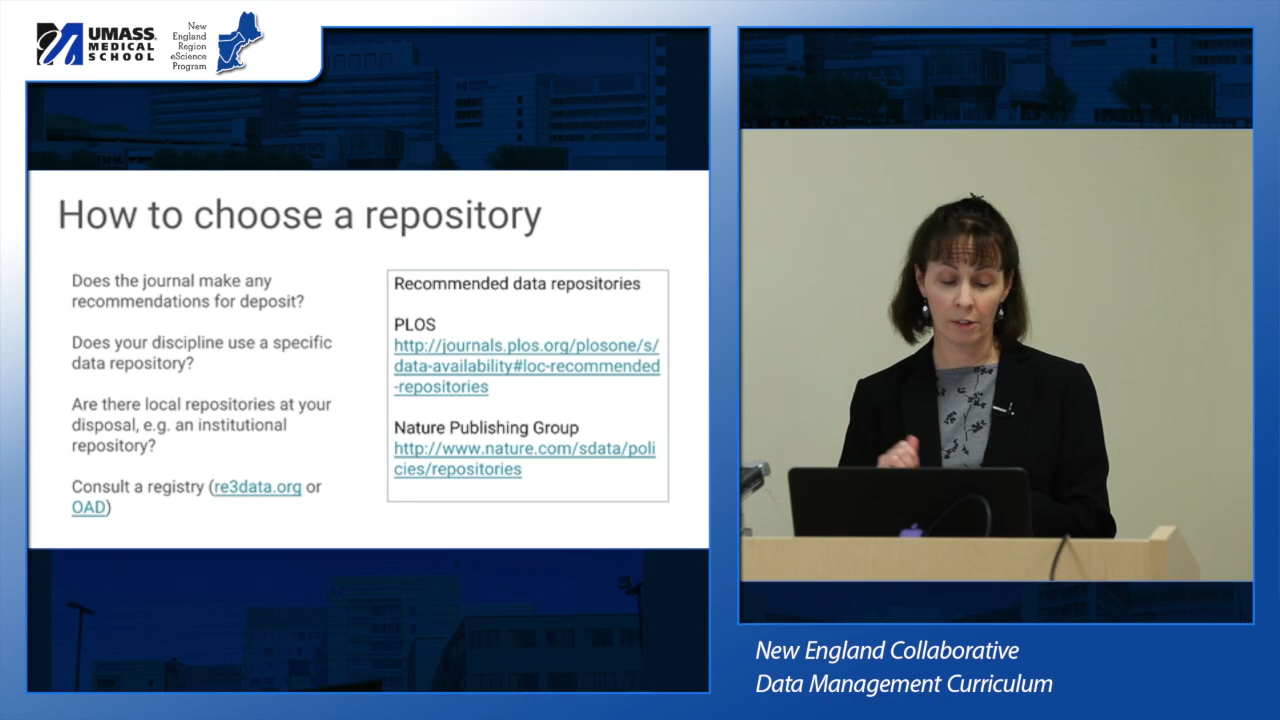 UMASS
MEDICAL
SCHOOL
New
England
Region
eScience
Program
How to choose a repository
Does the journal make any
recommendations for deposit?
Does your discipline use a specific
data repository?
Are there local repositories at your
disposal, e.g. an institutional
repository?
Consult a registry (re3data.org or
OAD)
Recommended data repositories
PLOS
http://journals.plos.org/plosone/s/
data-availability#loc-recommended
-repositories
Nature Publishing Group
http://www.nature.com/sdata/poli
cies/repositories
New England Collaborative
Data Management Curriculum